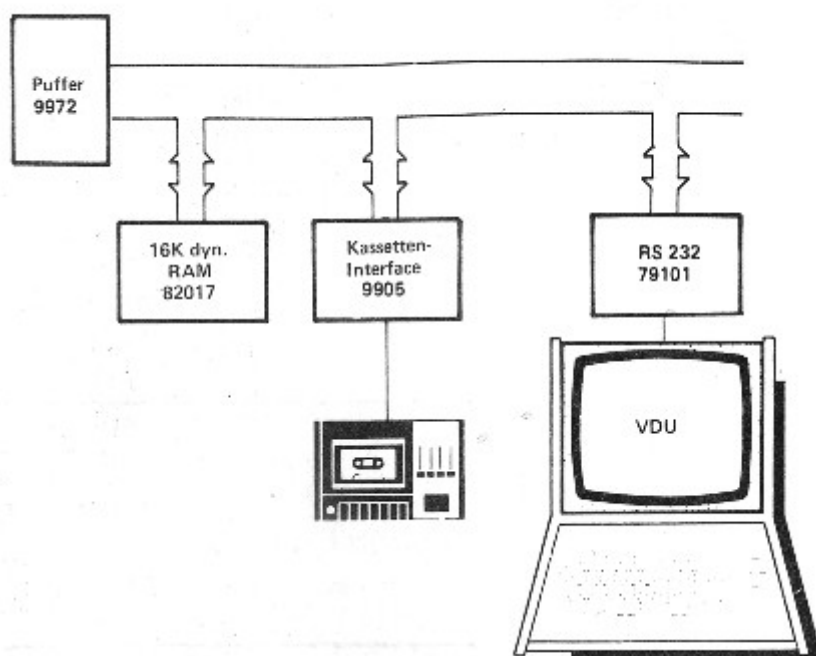 Puffer
9972
16K dyn.
RAM
82017
Kassetten-
Interface
9905
RS 232
79101
VDU